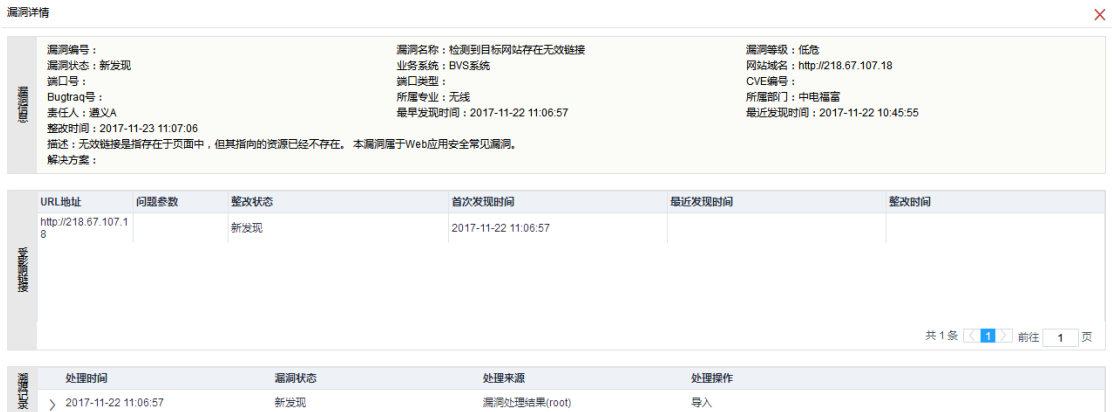 漏洞详情
漏洞编号： 漏洞名称：检测到目标网站存在无效链接 漏洞等级：低危
漏洞状态：新发现 业务系统：BVS系统 网站域名：http://218.67.107.18
端口号： 端口类型： CVE编号：
Bugtraq号： 所属专业：无线 所属部门：中电福富
责任人：遵义A 最早发现时间：2017-11-22 11:06:57 最近发现时间：2017-11-22 10:45:55
整改时间：2017-11-23 11:07:06
描述：无效链接是指存在于页面中，但其指向的资源已经不存在。 本漏洞属于Web应用安全常见漏洞。
解决方案：
漏洞信息
URL地址 问题参数 整改状态 首次发现时间 最近发现时间 整改时间
http://218.67.107.1
8
新发现 2017-11-22 11:06:57
受影响链接
共 1 条 1 前往 1 页
溯源记录
处理时间 漏洞状态 处理来源 处理操作
2017-11-22 11:06:57 新发现 漏洞处理结果(root) 导入